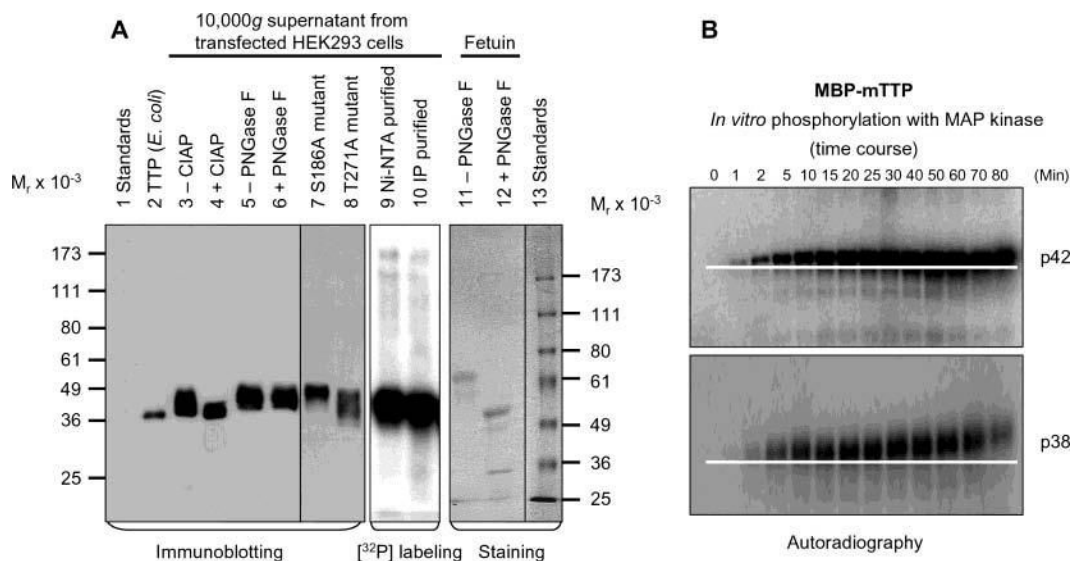 A
10,000g supernatant from
transfected HEK293 cells
Fetuin
M r x 10 -3
1 Standards
2 TTP (E. coli)
3 – CIAP
4 + CIAP
5 – PNGase F
6 + PNGase F
7 S186A mutant
8 T271A mutant
9 Ni-NTA purified
10 IP purified
11 – PNGase F
12 + PNGase F
13 Standards
M r x 10 -3
173
111
80
61
49
36
25
173
111
80
61
49
36
25
Immunoblotting
[32P] labeling
Staining
B
MBP-mTTP
In vitro phosphorylation with MAP kinase
(time course)
0 1 2 5 10 15 20 25 30 40 50 60 70 80 (Min)
p42
p38
Autoradiography